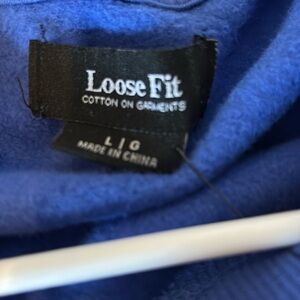 Loose Fit
COTTON ON GARMENTS
L | G
MADE IN CHINA